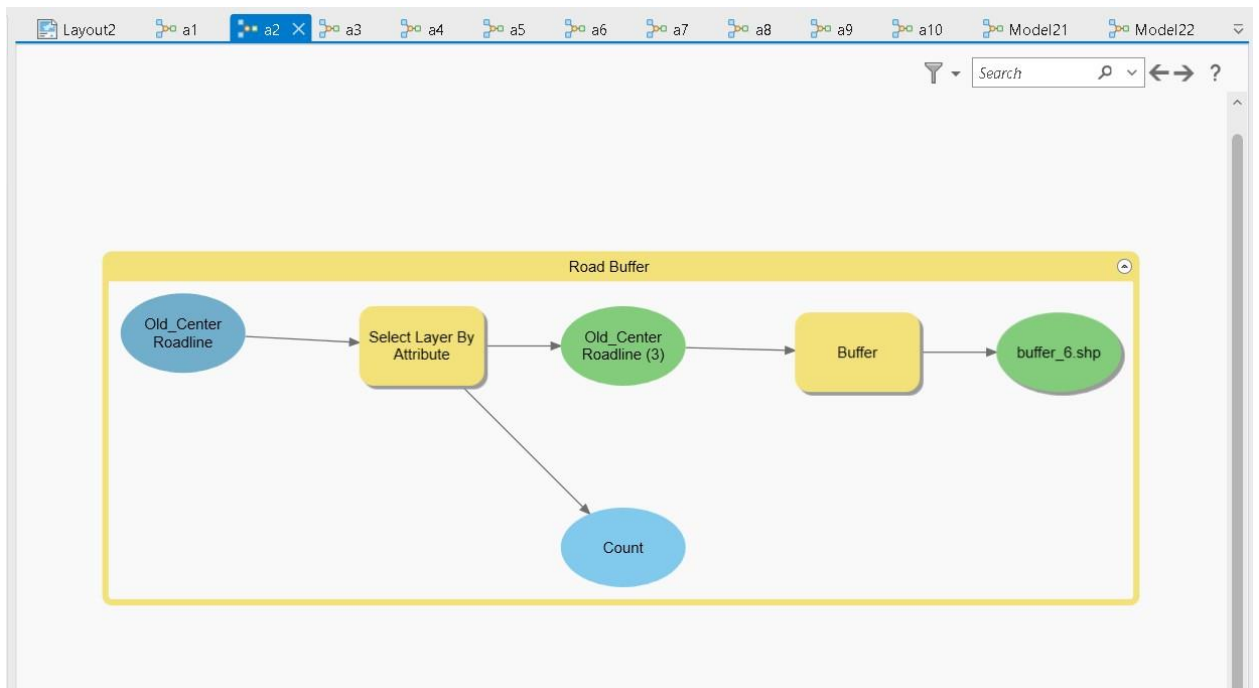 Layout2 a1 a2 a3 a4 a5 a6 a7 a8 a9 a10 Model21 Model22
Search ?
Road Buffer
Old_Center
Roadline
Select Layer By
Attribute
Old_Center
Roadline (3)
Buffer
buffer_6.shp
Count